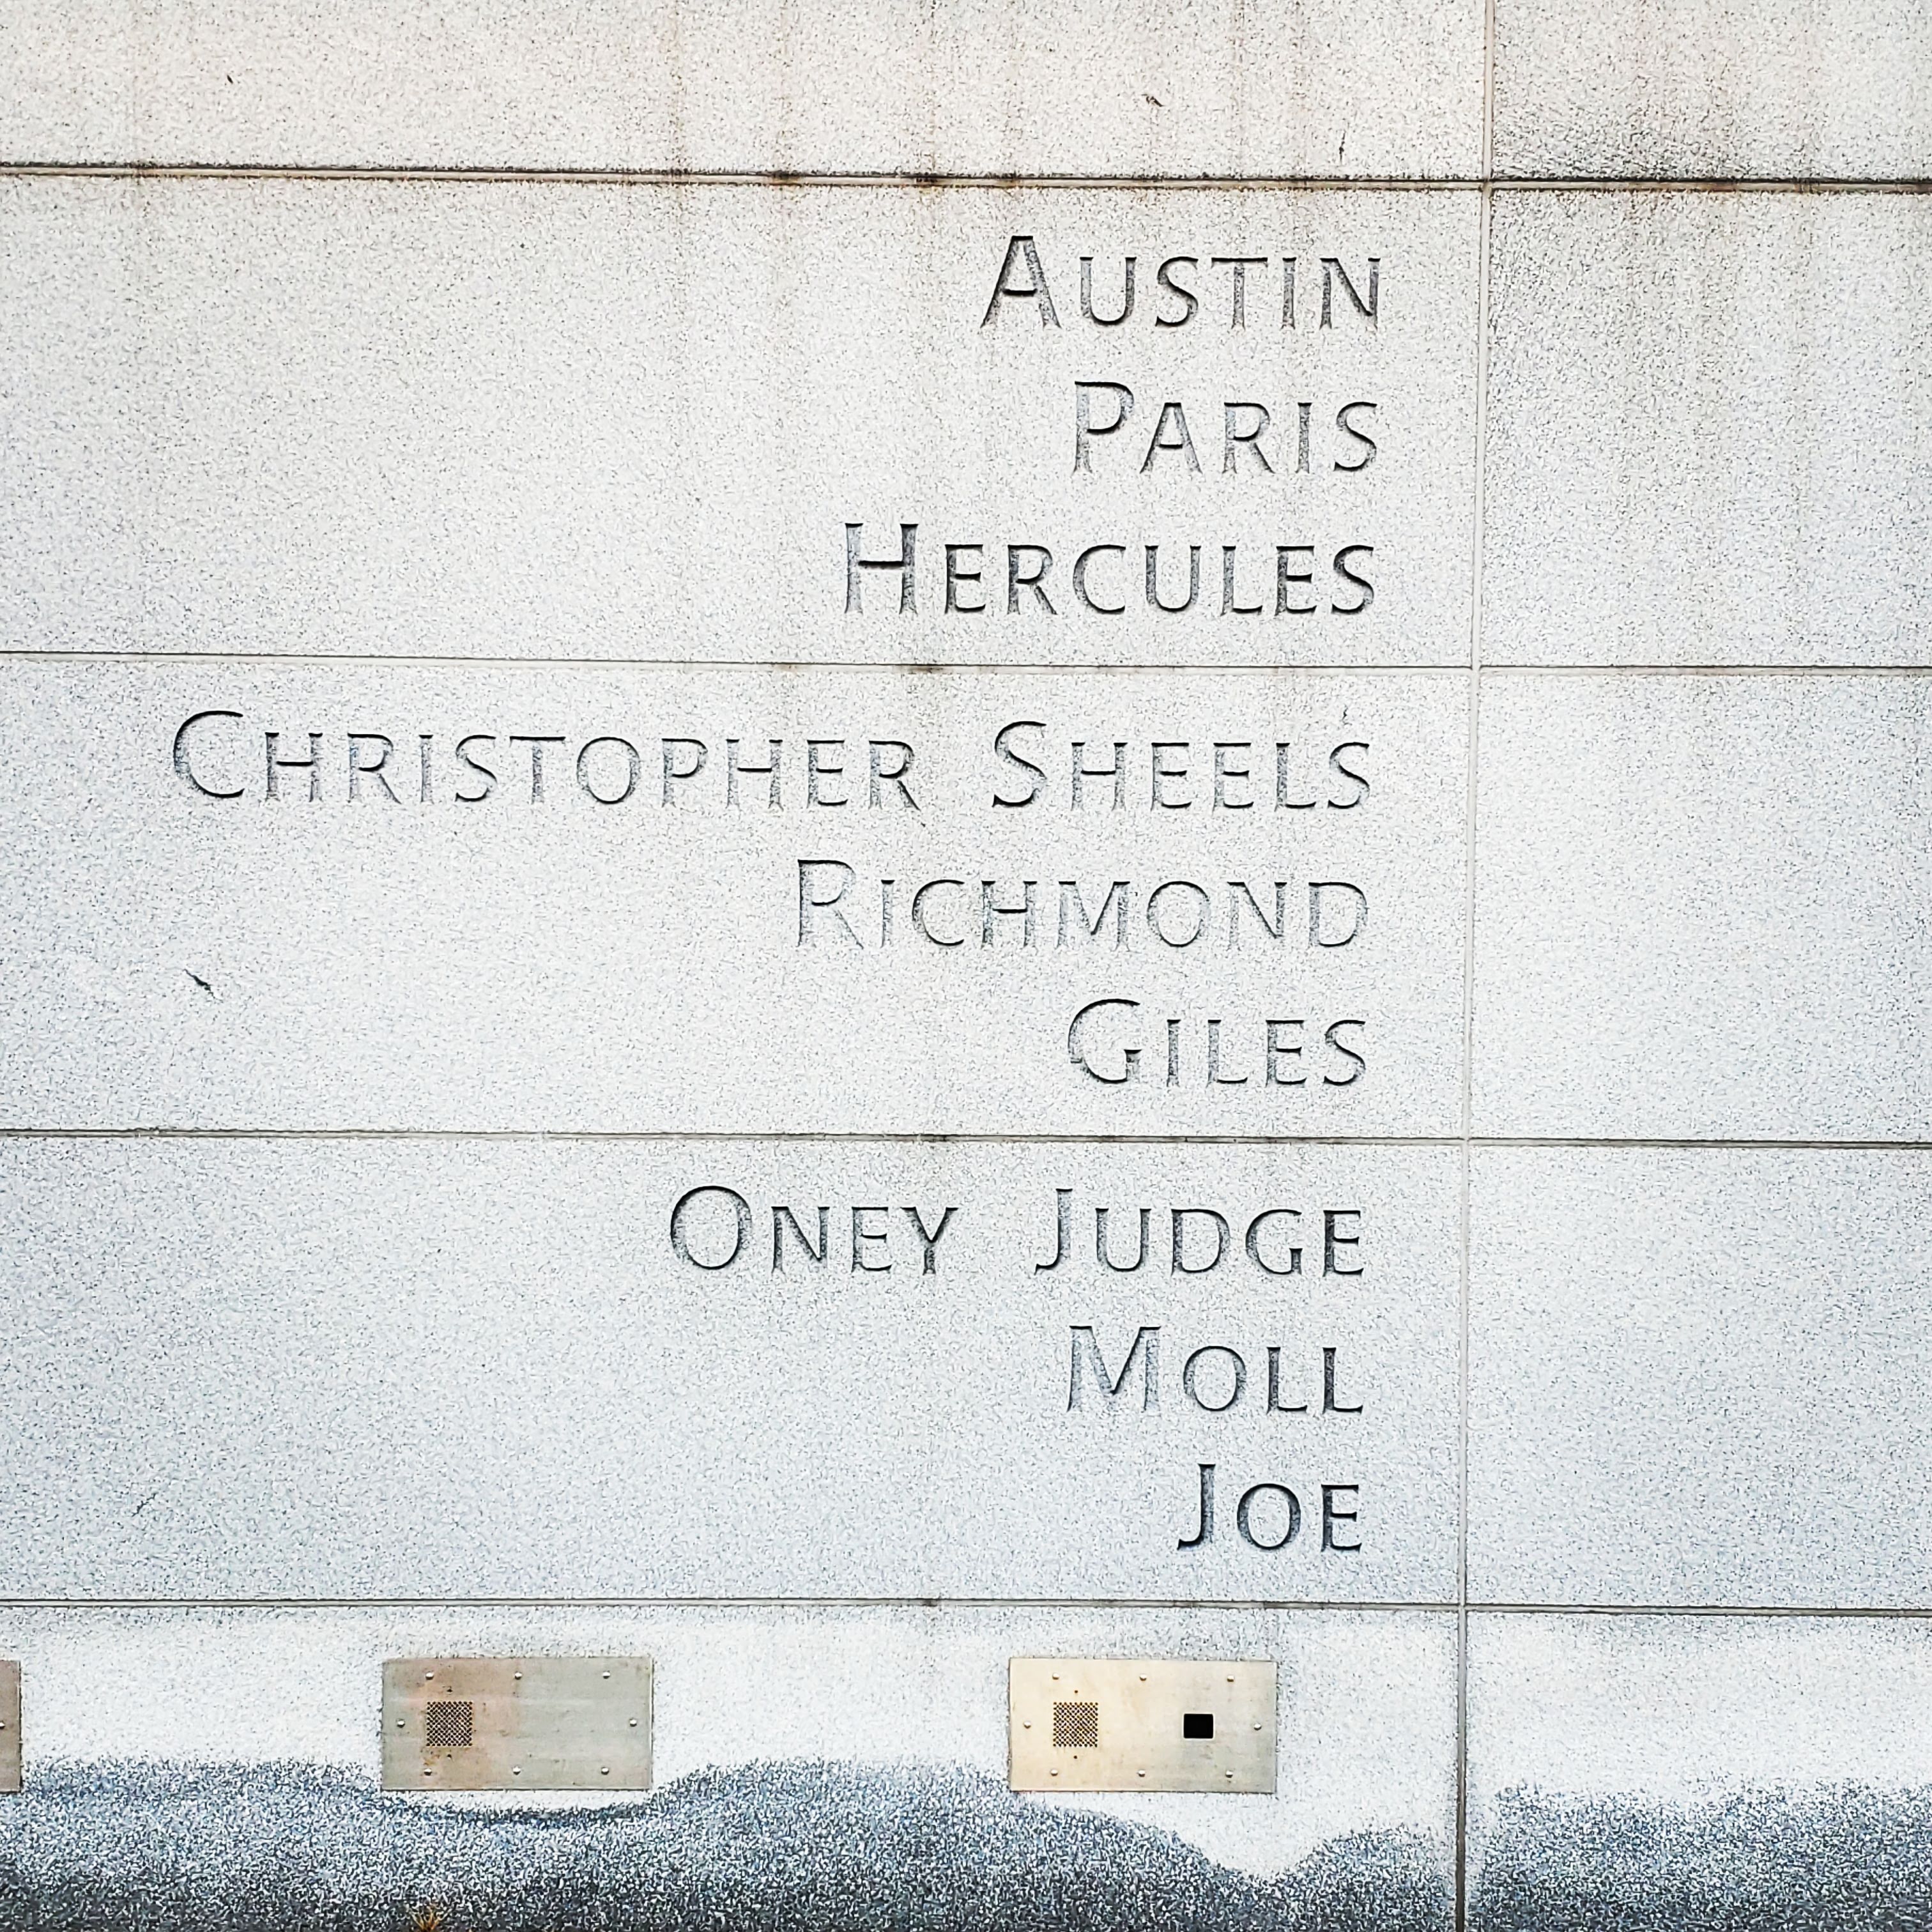 AUSTIN
PARIS
HERCULES
CHRISTOPHER SHEELS
RICHMOND
GILES
ONEY JUDGE
MOLL
JOE